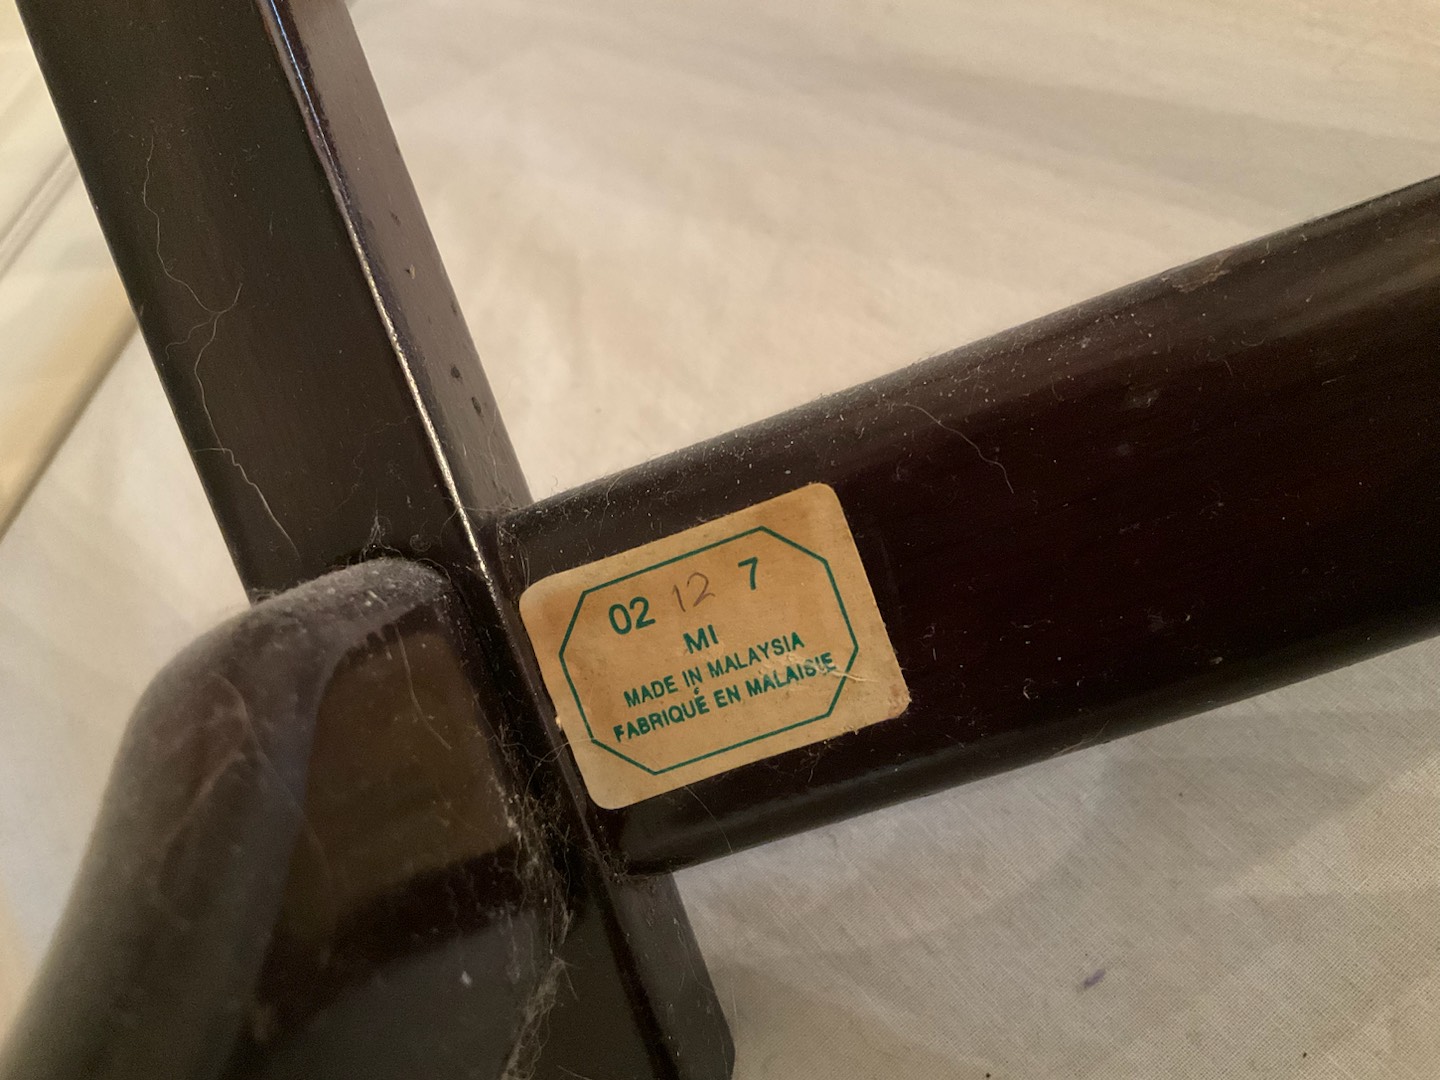 02 12 7
MI
MADE IN MALAYSIA
FABRIQUÉ EN MALAISIE